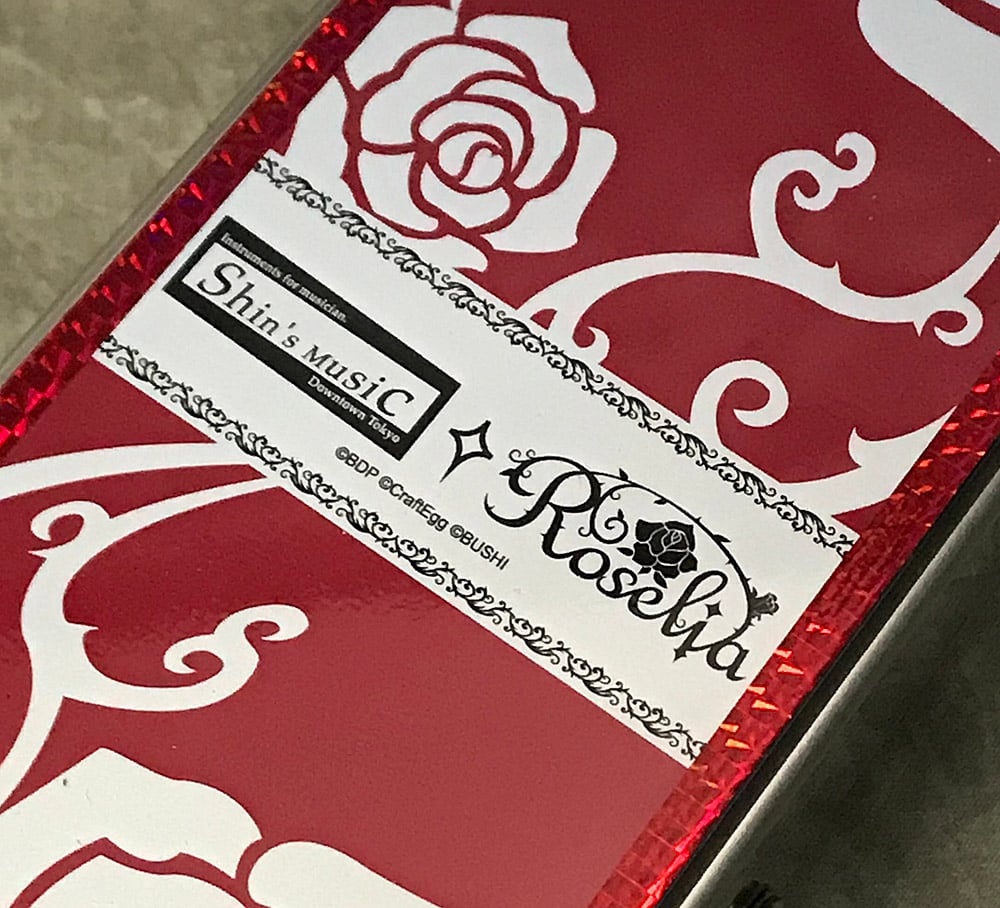 Instruments for musician.
Shin's MusiC
Downtown Tokyo
Roselia
©BDP ©CraftEgg ©BUSHI